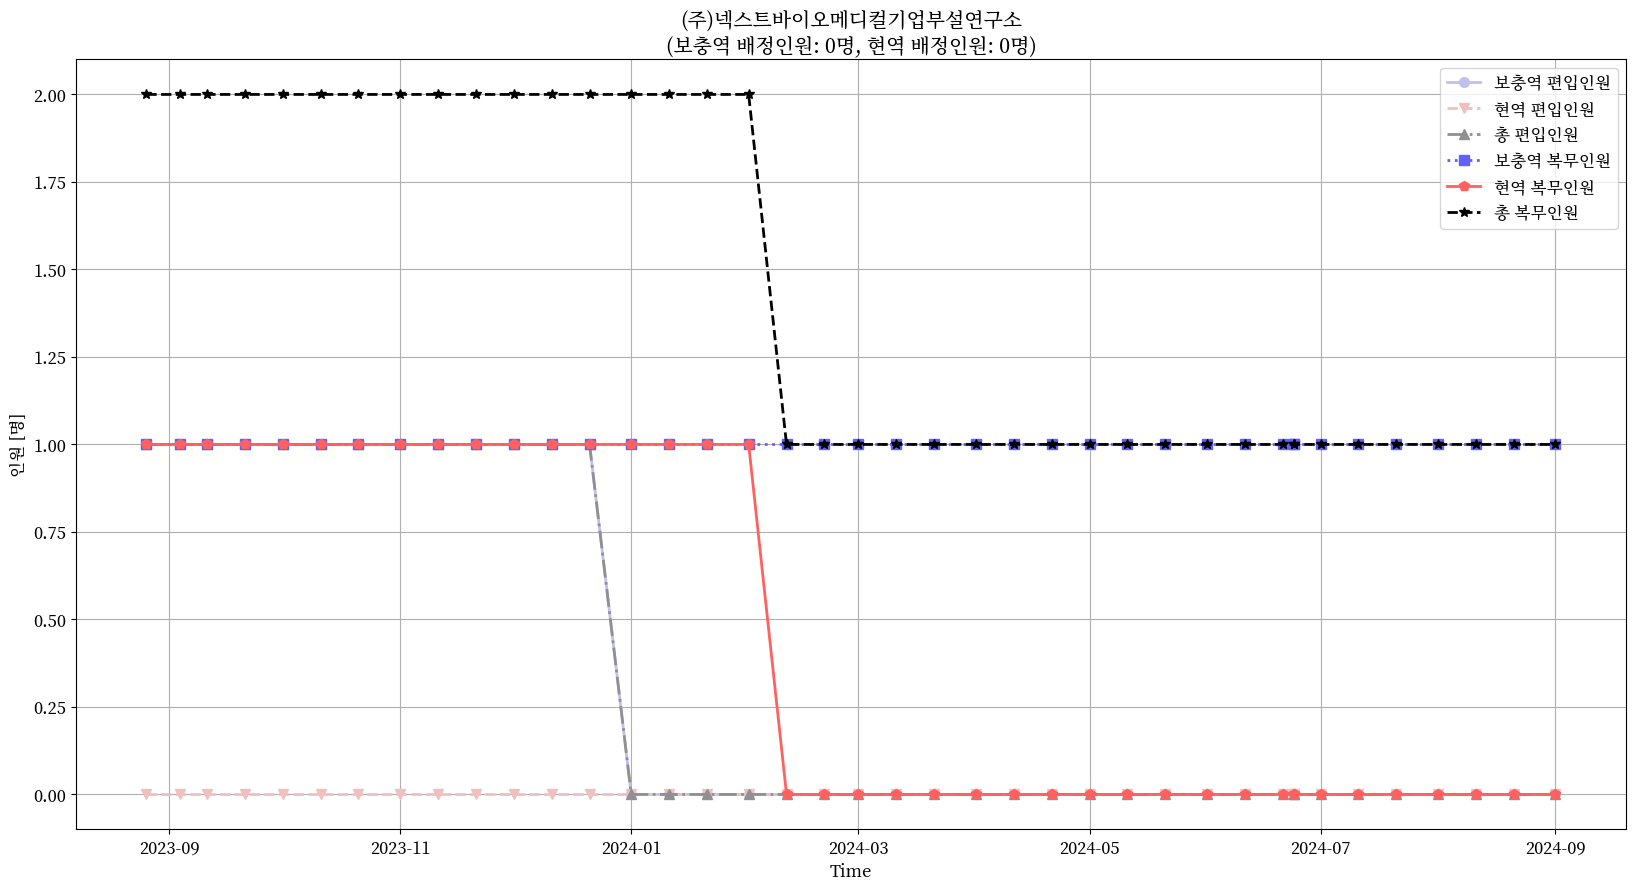 (주)넥스트바이오메디컬기업부설연구소
(보충역 배정인원: 0명, 현역 배정인원: 0명)
보충역 편입인원
현역 편입인원
총 편입인원
보충역 복무인원
현역 복무인원
총 복무인원
인원 [명]
2.00
1.75
1.50
1.25
1.00
0.75
0.50
0.25
0.00
2023-09
2023-11
2024-01
2024-03
2024-05
2024-07
2024-09
Time